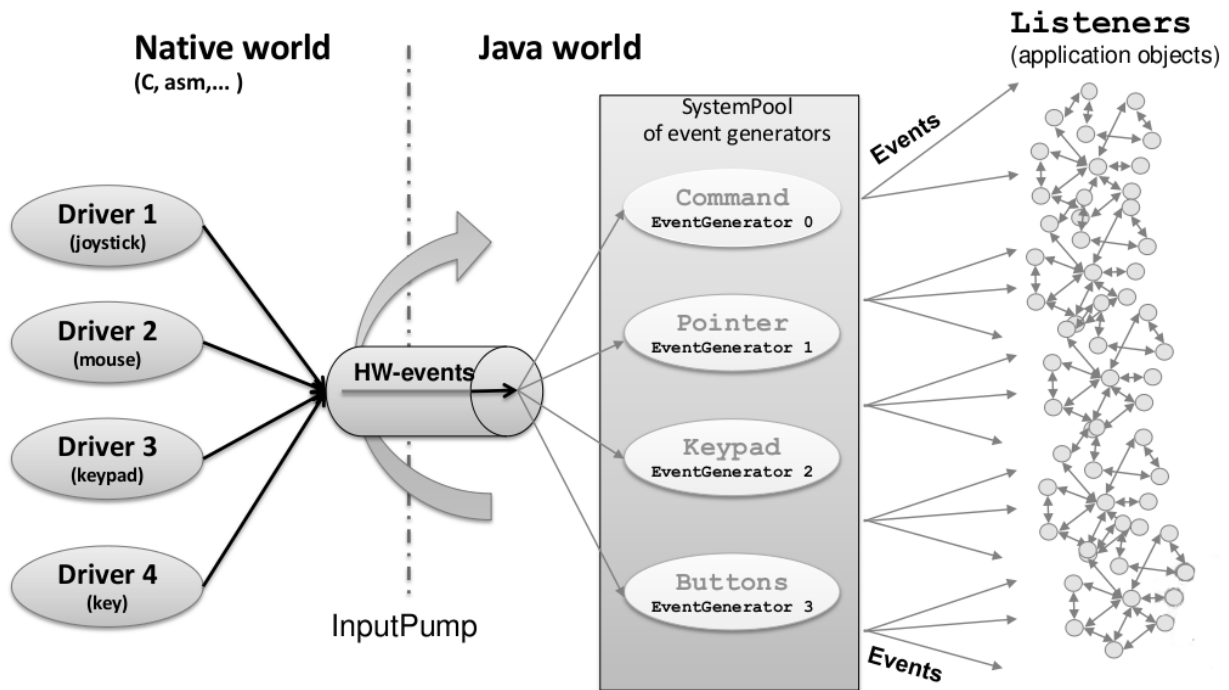 Native world
(C, asm,... )
Java world
Listeners
(application objects)
SystemPool
of event generators
Events
Command
EventGenerator 0
Driver 1
(joystick)
Pointer
EventGenerator 1
Driver 2
(mouse)
HW-events
Driver 3
(keypad)
Keypad
EventGenerator 2
Driver 4
(key)
Buttons
EventGenerator 3
InputPump
Events